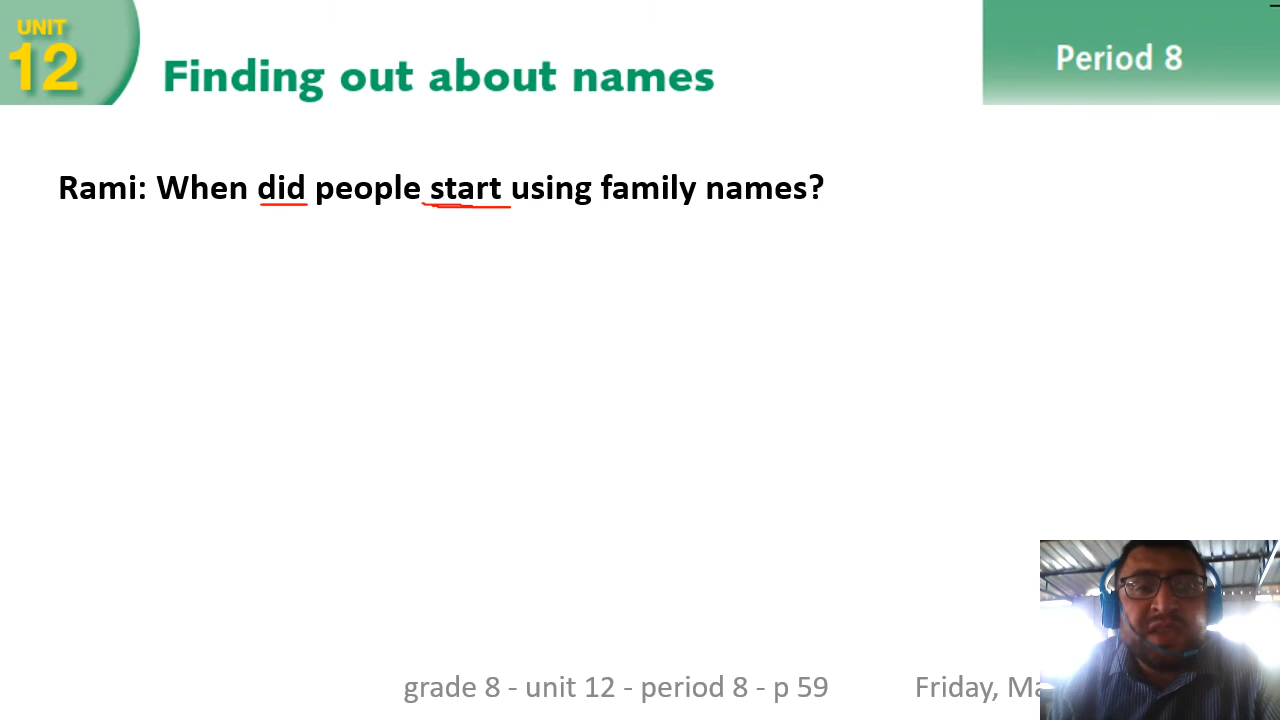 UNIT
12
Finding out about names
Period 8
Rami: When did people start using family names?
grade 8 - unit 12 - period 8 - p 59
Friday,